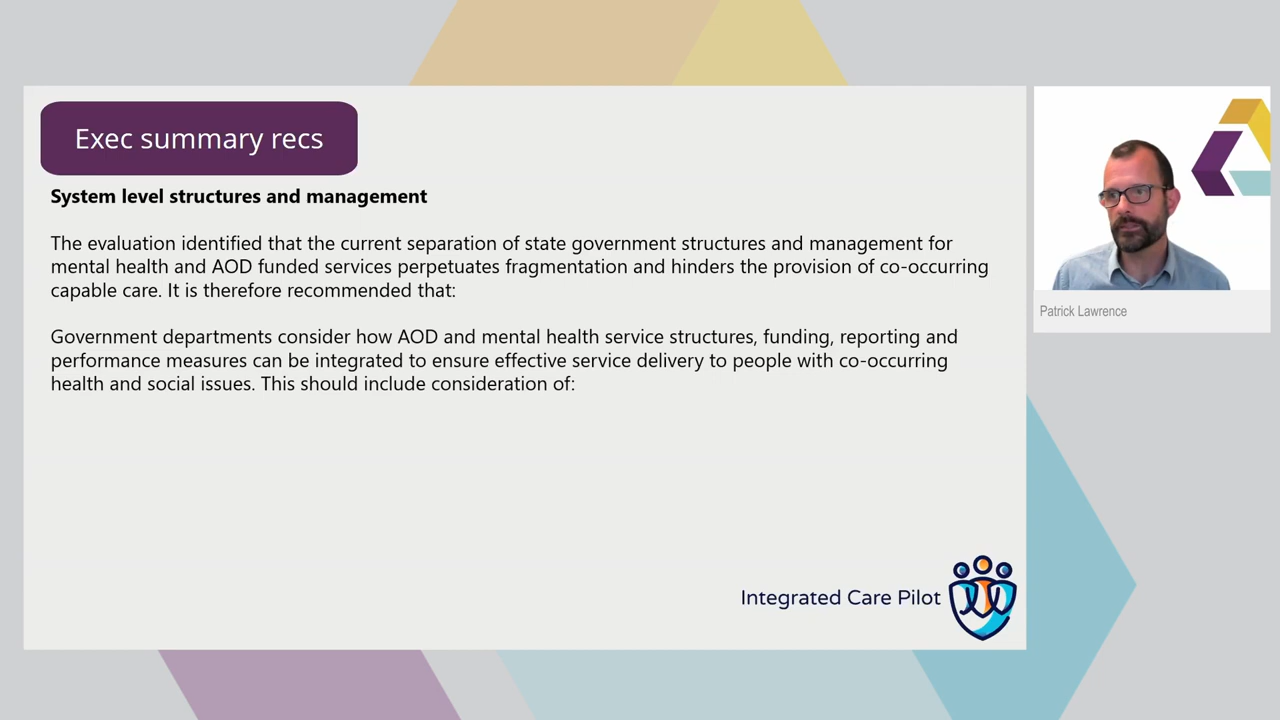 Exec summary recs
System level structures and management
The evaluation identified that the current separation of state government structures and management for
mental health and AOD funded services perpetuates fragmentation and hinders the provision of co-occurring
capable care. It is therefore recommended that:
Government departments consider how AOD and mental health service structures, funding, reporting and
performance measures can be integrated to ensure effective service delivery to people with co-occurring
health and social issues. This should include consideration of:
Integrated Care Pilot
Patrick Lawrence